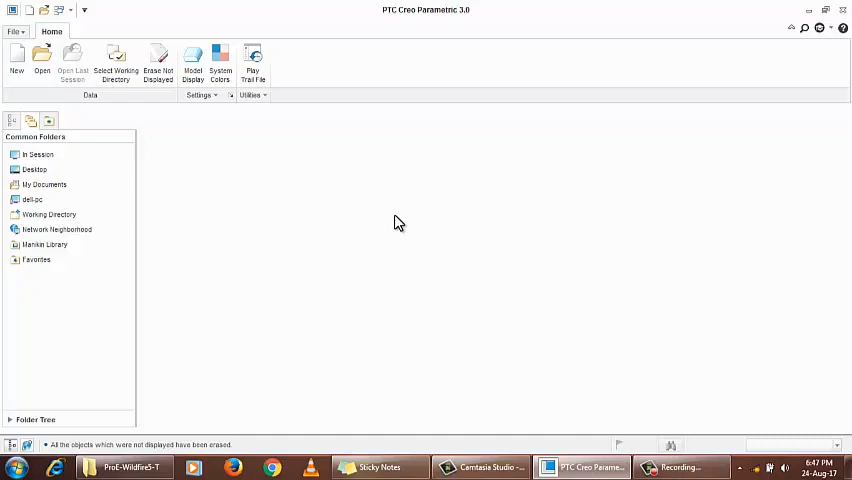 PTC Creo Parametric 3.0
File
Home
New
Open
Open Last Session
Select Working Directory
Erase Not Displayed
Model Display
System Colors
Play Trail File
Data
Settings
Utilities
Common Folders
In Session
Desktop
My Documents
dell-pc
Working Directory
Network Neighborhood
Manikin Library
Favorites
Folder Tree
• All the objects which were not displayed have been erased.
ProE-Wildfire5-T
Sticky Notes
Camtasia Studio -...
PTC Creo Parame...
Recording...
6:47 PM
24-Aug-17